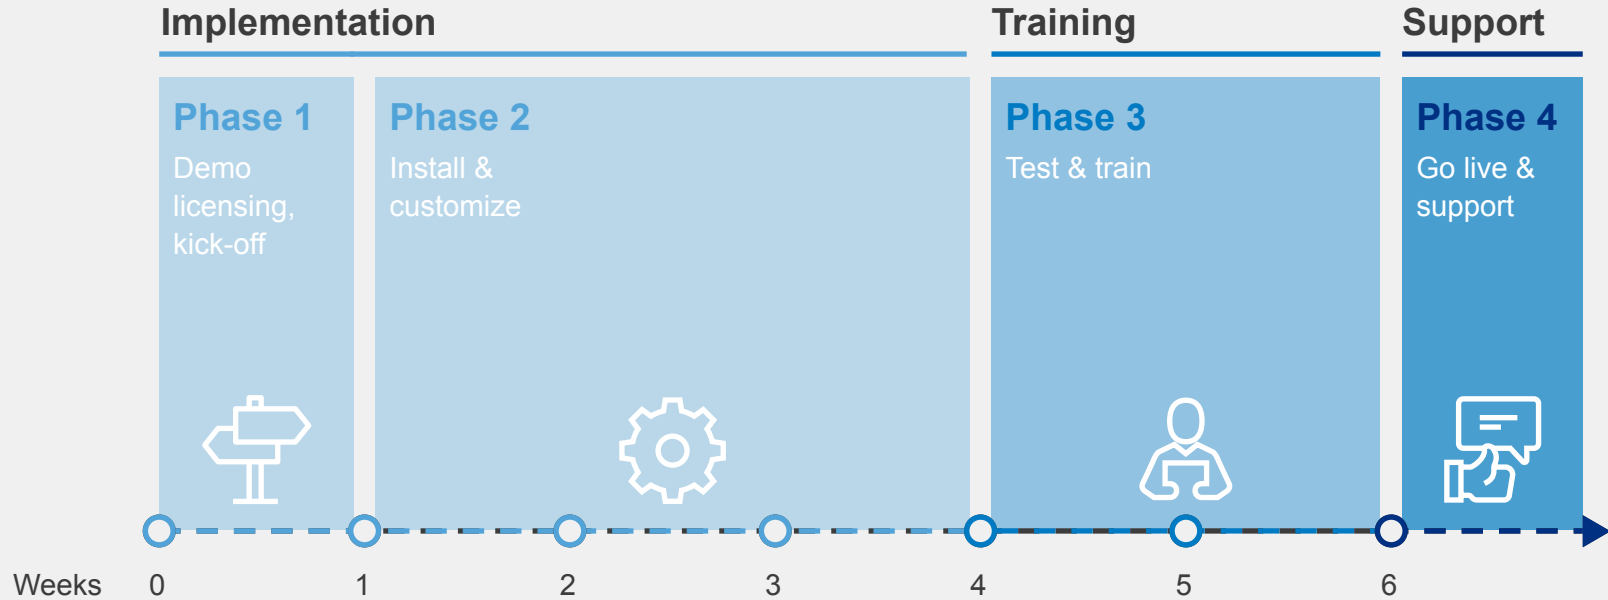 Implementation
Training
Support
Phase 1
Demo
licensing,
kick-off
Phase 2
Install &
customize
Phase 3
Test & train
Phase 4
Go live &
support
Weeks 0 1 2 3 4 5 6